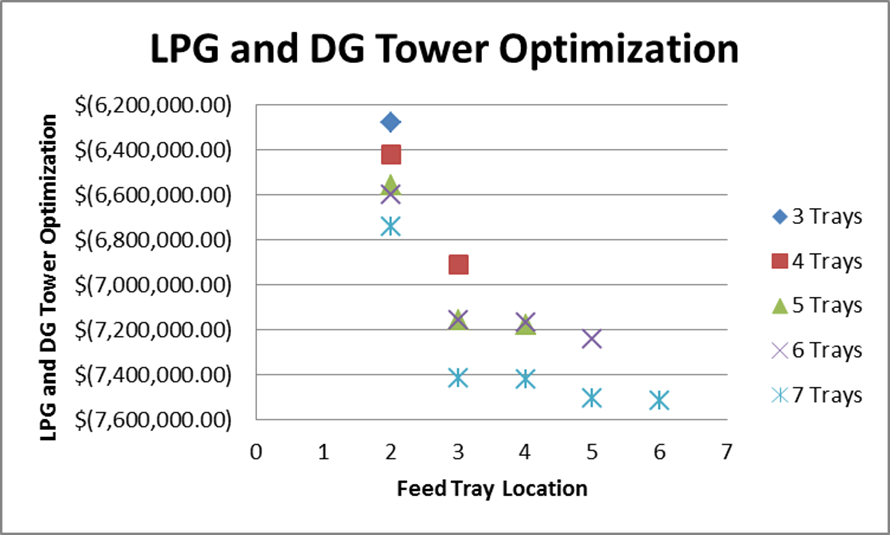 LPG and DG Tower Optimization
LPG and DG Tower Optimization
$(6,200,000.00)
$(6,400,000.00)
$(6,600,000.00)
$(6,800,000.00)
$(7,000,000.00)
$(7,200,000.00)
$(7,400,000.00)
$(7,600,000.00)
0 1 2 3 4 5 6 7
Feed Tray Location
3 Trays
4 Trays
5 Trays
6 Trays
7 Trays